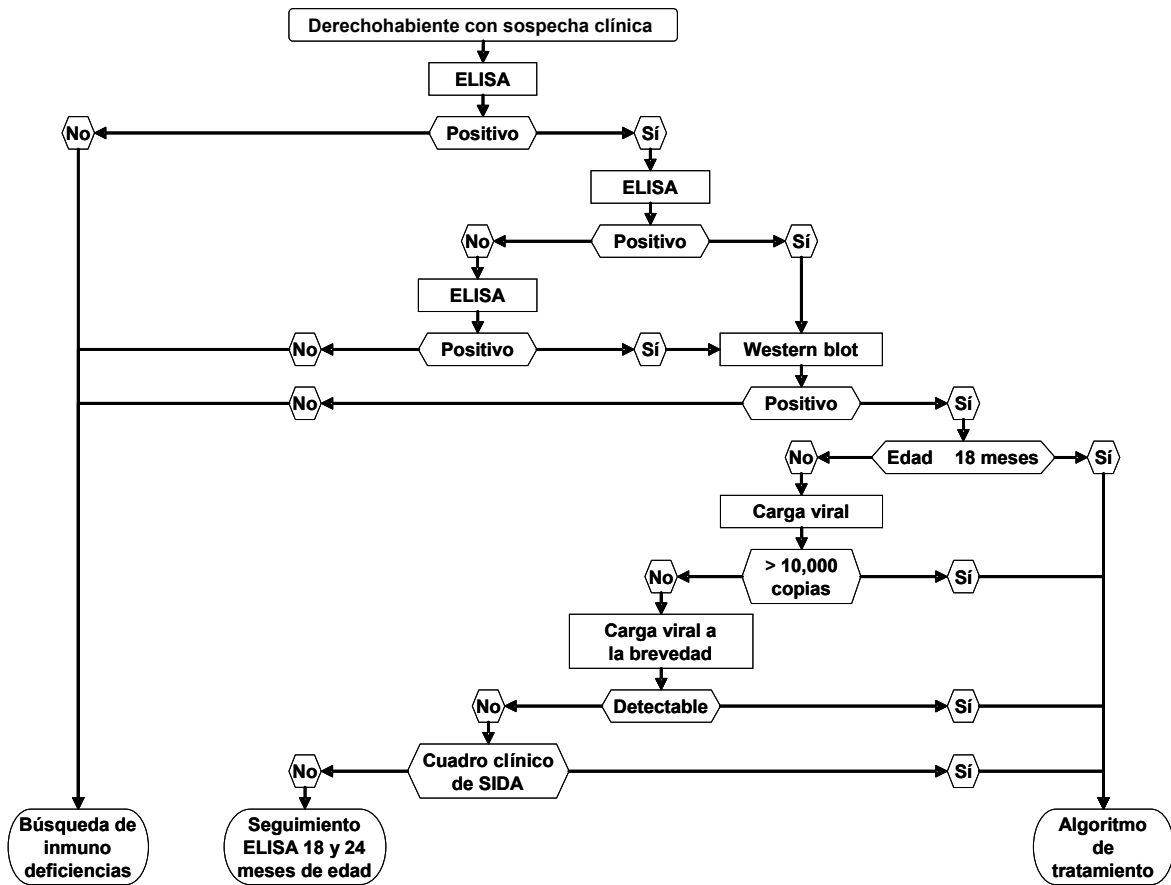 Derechohabiente con sospecha clínica
ELISA
No
Positivo
Sí
ELISA
No
Positivo
Sí
ELISA
No
Positivo
Sí
Western blot
No
Positivo
Sí
No
Edad 18 meses
Sí
Carga viral
No
> 10,000
copias
Sí
Carga viral a
la brevedad
No
Detectable
Sí
No
Cuadro clínico
de SIDA
Sí
Búsqueda de
inmuno
deficiencias
Seguimiento
ELISA 18 y 24
meses de edad
Algoritmo
de
tratamiento